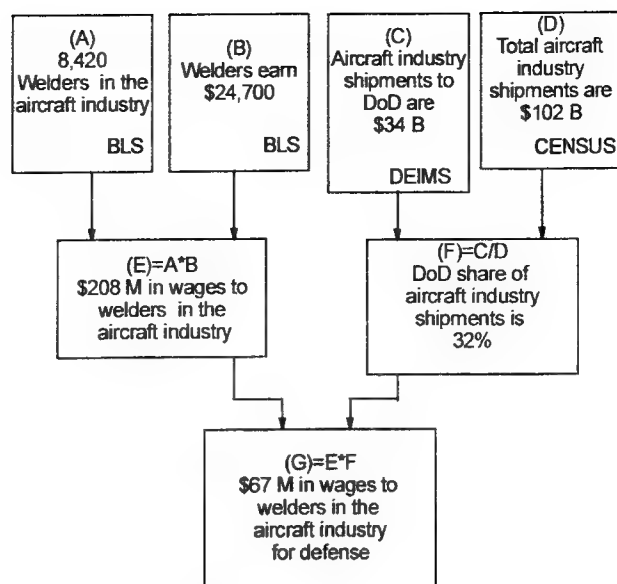 (A)
8,420
Welders in the
aircraft industry
BLS
(B)
Welders earn
$24,700
BLS
(C)
Aircraft industry
shipments to
DoD are
$34 B
DEIMS
(D)
Total aircraft
industry
shipments are
$102 B
CENSUS
(E)=A*B
$208 M in wages to
welders in the
aircraft industry
(F)=C/D
DoD share of
aircraft industry
shipments is
32%
(G)=E*F
$67 M in wages to
welders in the
aircraft industry
for defense